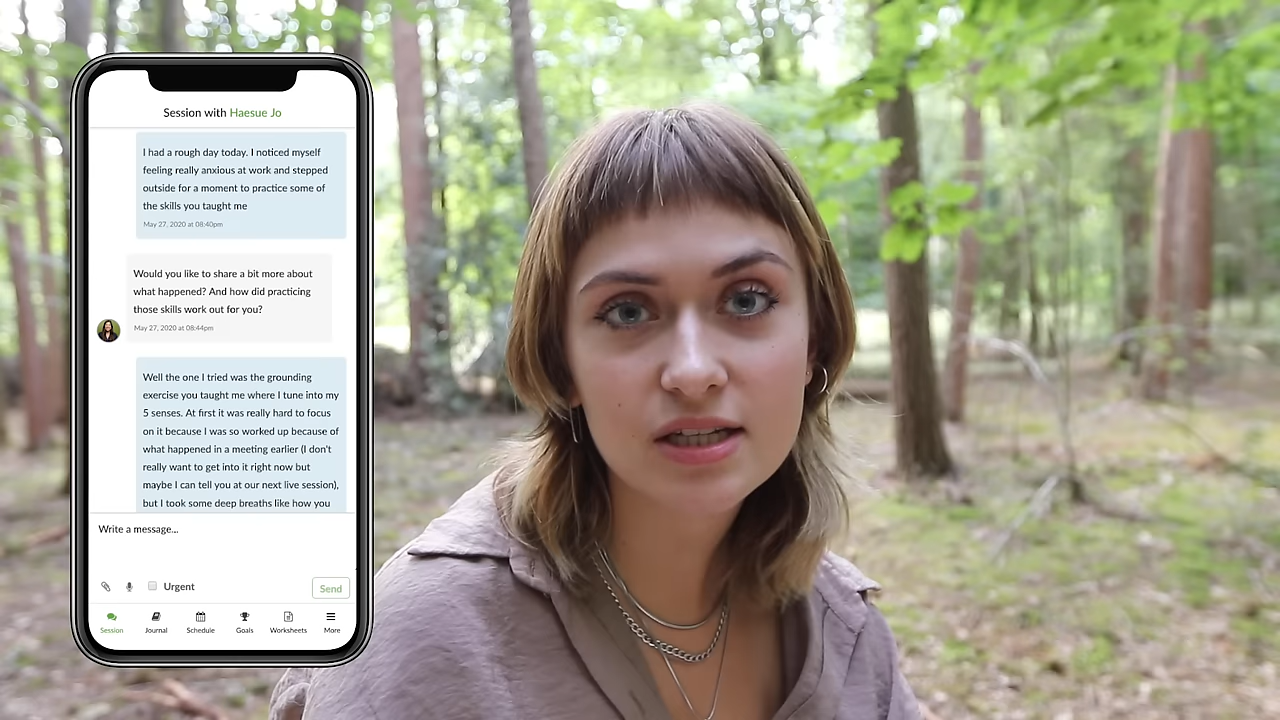 Session with Haesue Jo
I had a rough day today. I noticed myself
feeling really anxious at work and stepped
outside for a moment to practice some of
the skills you taught me
May 27, 2020 at 08:40pm
Would you like to share a bit more about
what happened? And how did practicing
those skills work out for you?
May 27, 2020 at 08:44pm
Well the one I tried was the grounding
exercise you taught me where I tune into my
5 senses. At first it was really hard to focus
on it because I was so worked up because of
what happened in a meeting earlier (I don't
really want to get into it right now but
maybe I can tell you at our next live session),
but I took some deep breaths like how you
Write a message...
Urgent
Send
Session Journal Schedule Goals Worksheets More